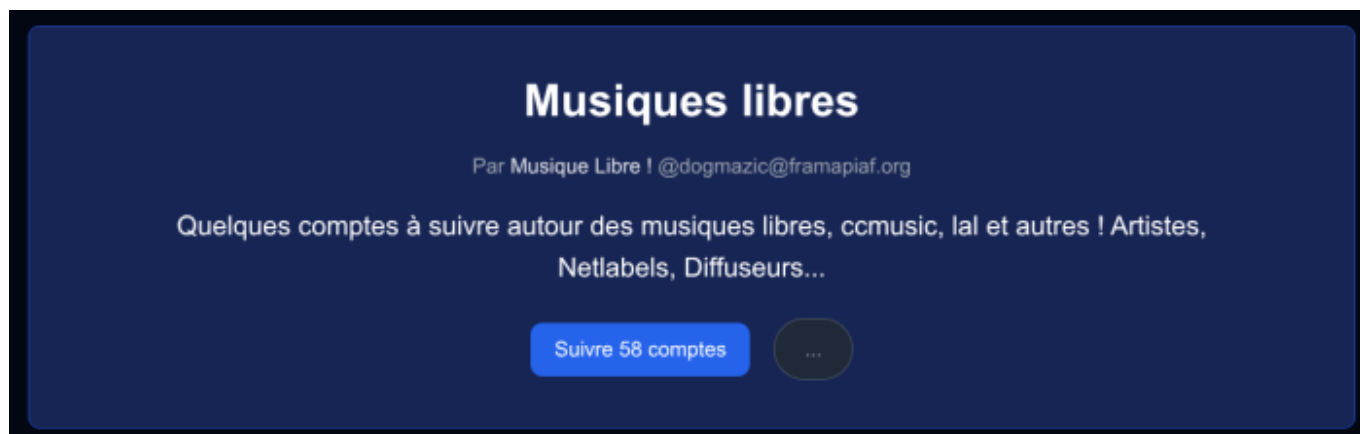 Musiques libres
Par Musique Libre ! @dogmazic@framapiaf.org
Quelques comptes à suivre autour des musiques libres, ccmusic, lal et autres ! Artistes,
Netlabels, Diffuseurs...
Suivre 58 comptes
...